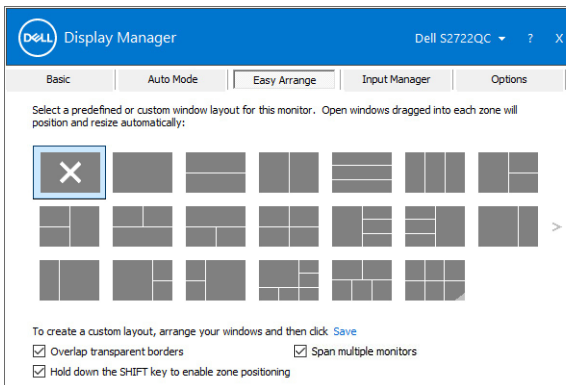 DELL Display Manager Dell S2722QC ? X
Basic Auto Mode Easy Arrange Input Manager Options
Select a predefined or custom window layout for this monitor. Open windows dragged into each zone will
position and resize automatically:
To create a custom layout, arrange your windows and then click Save
Overlap transparent borders Span multiple monitors
Hold down the SHIFT key to enable zone positioning